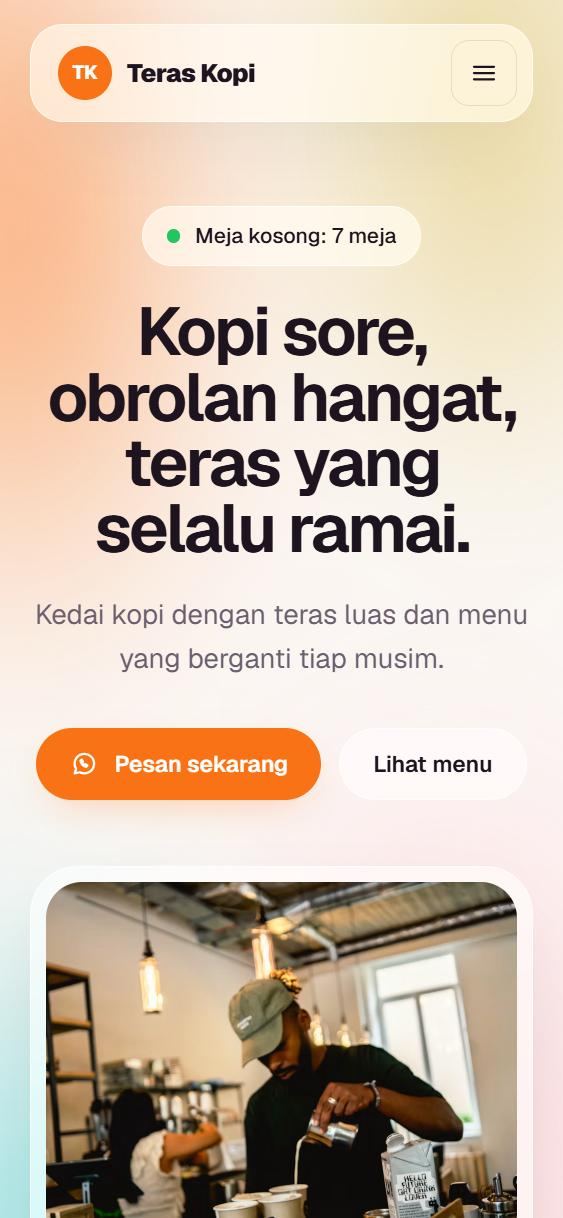 TK
Teras Kopi
Meja kosong: 7 meja
Kopi sore,
obrolan hangat,
teras yang
selalu ramai.
Kedai kopi dengan teras luas dan menu
yang berganti tiap musim.
Pesan sekarang
Lihat menu
HELLO